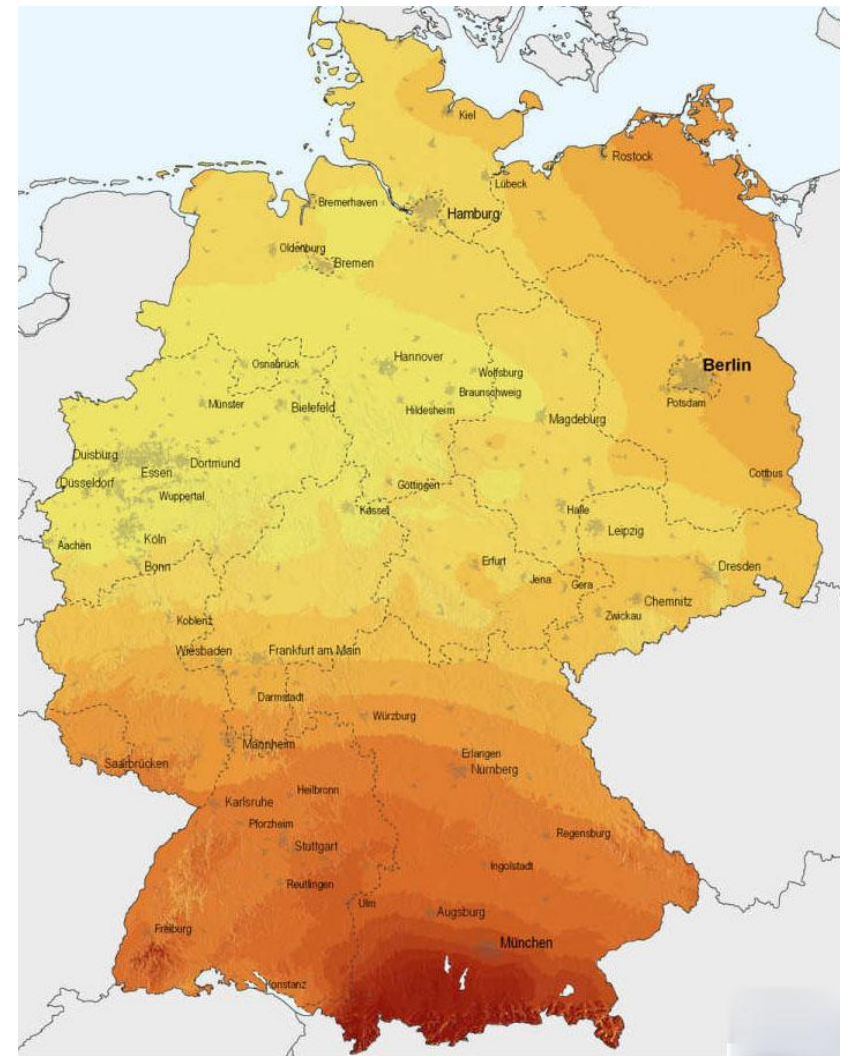 Kiel
Rostock
Lübeck
Bremerhaven
Hamburg
Oldenburg
Bremen
Hannover
Osnabrück
Berlin
Wolfsburg
Braunschweig
Münster
Bielefeld
Hildesheim
Potsdam
Magdeburg
Duisburg
Dortmund
Essen
Cottbus
Düsseldorf
Göttingen
Wuppertal
Kassel
Halle
Leipzig
Köln
Aachen
Erfurt
Bonn
Dresden
Jena
Gera
Chemnitz
Zwickau
Koblenz
Wiesbaden
Frankfurt am Main
Darmstadt
Würzburg
Mannheim
Erlangen
Saarbrücken
Nürnberg
Heilbronn
Karlsruhe
Pforzheim
Regensburg
Stuttgart
Ingolstadt
Reutlingen
Ulm
Augsburg
Freiburg
München
Konstanz